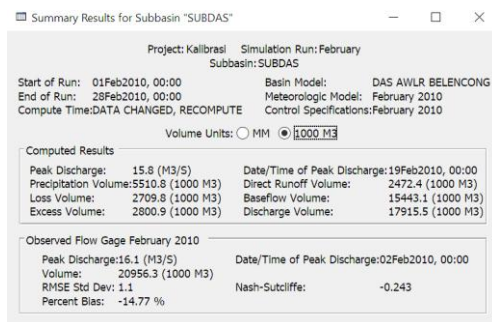 Summary Results for Subbasin "SUBDAS"
Project: Kalibrasi Simulation Run: February
Subbasin: SUBDAS
Start of Run: 01Feb2010, 00:00 Basin Model: DAS AWLR BELENCONG
End of Run: 28Feb2010, 00:00 Meteorologic Model: February 2010
Compute Time:DATA CHANGED, RECOMPUTE Control Specifications:February 2010
Volume Units: MM 1000 M3
Computed Results
Peak Discharge: 15.8 (M3/S) Date/Time of Peak Discharge:19Feb2010, 00:00
Precipitation Volume:5510.8 (1000 M3) Direct Runoff Volume: 2472.4 (1000 M3)
Loss Volume: 2709.8 (1000 M3) Baseflow Volume: 15443.1 (1000 M3)
Excess Volume: 2800.9 (1000 M3) Discharge Volume: 17915.5 (1000 M3)
Observed Flow Gage February 2010
Peak Discharge:16.1 (M3/S) Date/Time of Peak Discharge:02Feb2010, 00:00
Volume: 20956.3 (1000 M3)
RMSE Std Dev: 1.1 Nash-Sutcliffe: -0.243
Percent Bias: -14.77 %